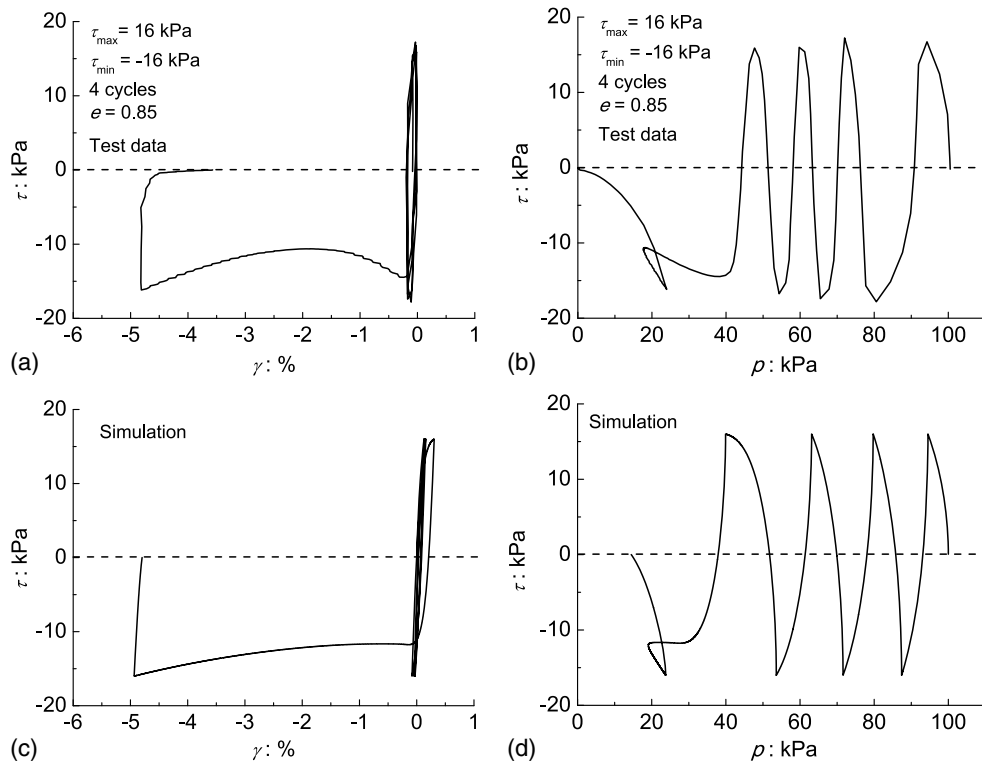 20
10
0
-10
-20
τ : kPa
τmax = 16 kPa
τmin = -16 kPa
4 cycles
e = 0.85
Test data
-6 -5 -4 -3 -2 -1 0 1
(a)
γ : %
20
10
0
-10
-20
τ : kPa
τmax = 16 kPa
τmin = -16 kPa
4 cycles
e = 0.85
Test data
0 20 40 60 80 100
(b)
p : kPa
20
10
0
-10
-20
τ : kPa
Simulation
-6 -5 -4 -3 -2 -1 0 1
(c)
γ : %
20
10
0
-10
-20
τ : kPa
Simulation
0 20 40 60 80 100
(d)
p : kPa